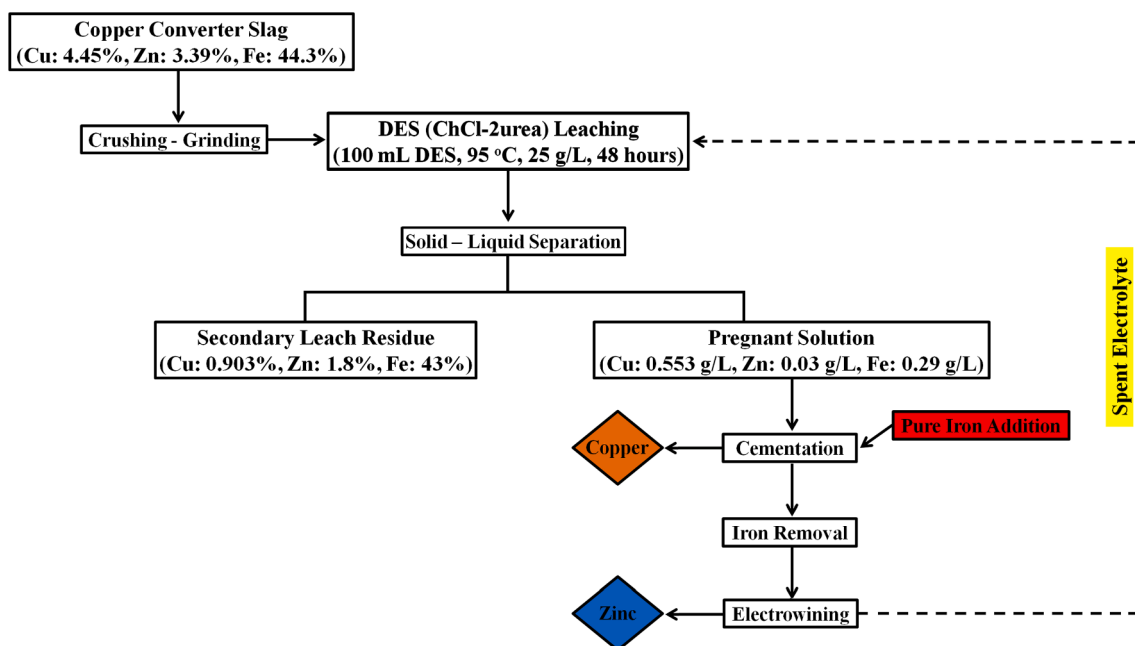 Copper Converter Slag
(Cu: 4.45%, Zn: 3.39%, Fe: 44.3%)
Crushing - Grinding
DES (ChCl-2urea) Leaching
(100 mL DES, 95 ºC, 25 g/L, 48 hours)
Solid – Liquid Separation
Secondary Leach Residue
(Cu: 0.903%, Zn: 1.8%, Fe: 43%)
Pregnant Solution
(Cu: 0.553 g/L, Zn: 0.03 g/L, Fe: 0.29 g/L)
Spent Electrolyte
Pure Iron Addition
Copper
Cementation
Iron Removal
Zinc
Electrowining